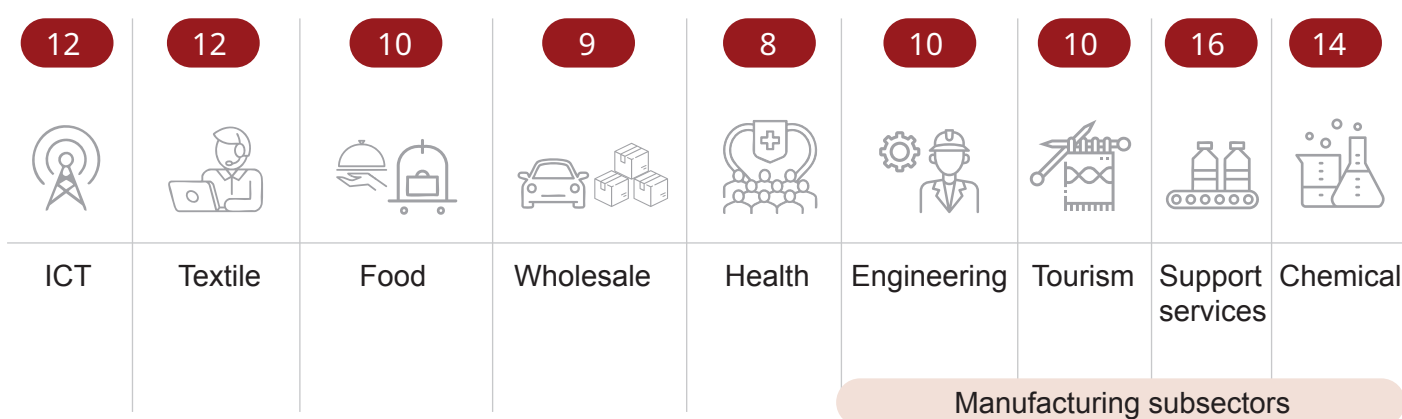 12 12 10 9 8 10 10 16 14
ICT Textile Food Wholesale Health Engineering Tourism Support Chemical
services
Manufacturing subsectors